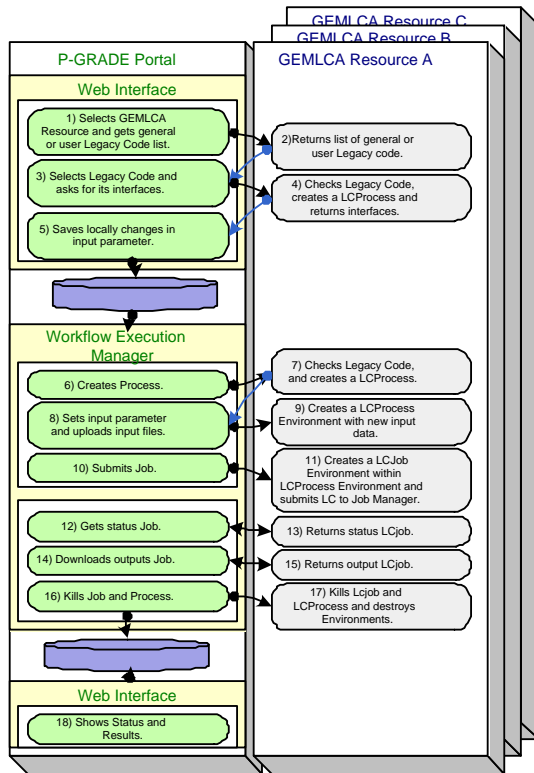 GEMLCA Resource C
GEMLCA Resource B
P-GRADE Portal
GEMLCA Resource A
Web Interface
1) Selects GEMLCA
Resource and gets general
or user Legacy Code list.
2)Returns list of general or
user Legacy code.
3) Selects Legacy Code and
asks for its interfaces.
4) Checks Legacy Code,
creates a LCProcess and
returns interfaces.
5) Saves locally changes in
input parameter.
Workflow Execution
Manager
6) Creates Process.
7) Checks Legacy Code,
and creates a LCProcess.
8) Sets input parameter
and uploads input files.
9) Creates a LCProcess
Environment with new input
data.
10) Submits Job.
11) Creates a LCJob
Environment within
LCProcess Environment and
submits LC to Job Manager.
12) Gets status Job.
13) Returns status LCjob.
14) Downloads outputs Job.
15) Returns output LCjob.
16) Kills Job and Process.
17) Kills Lcjob and
LCProcess and destroys
Environments.
Web Interface
18) Shows Status and
Results.